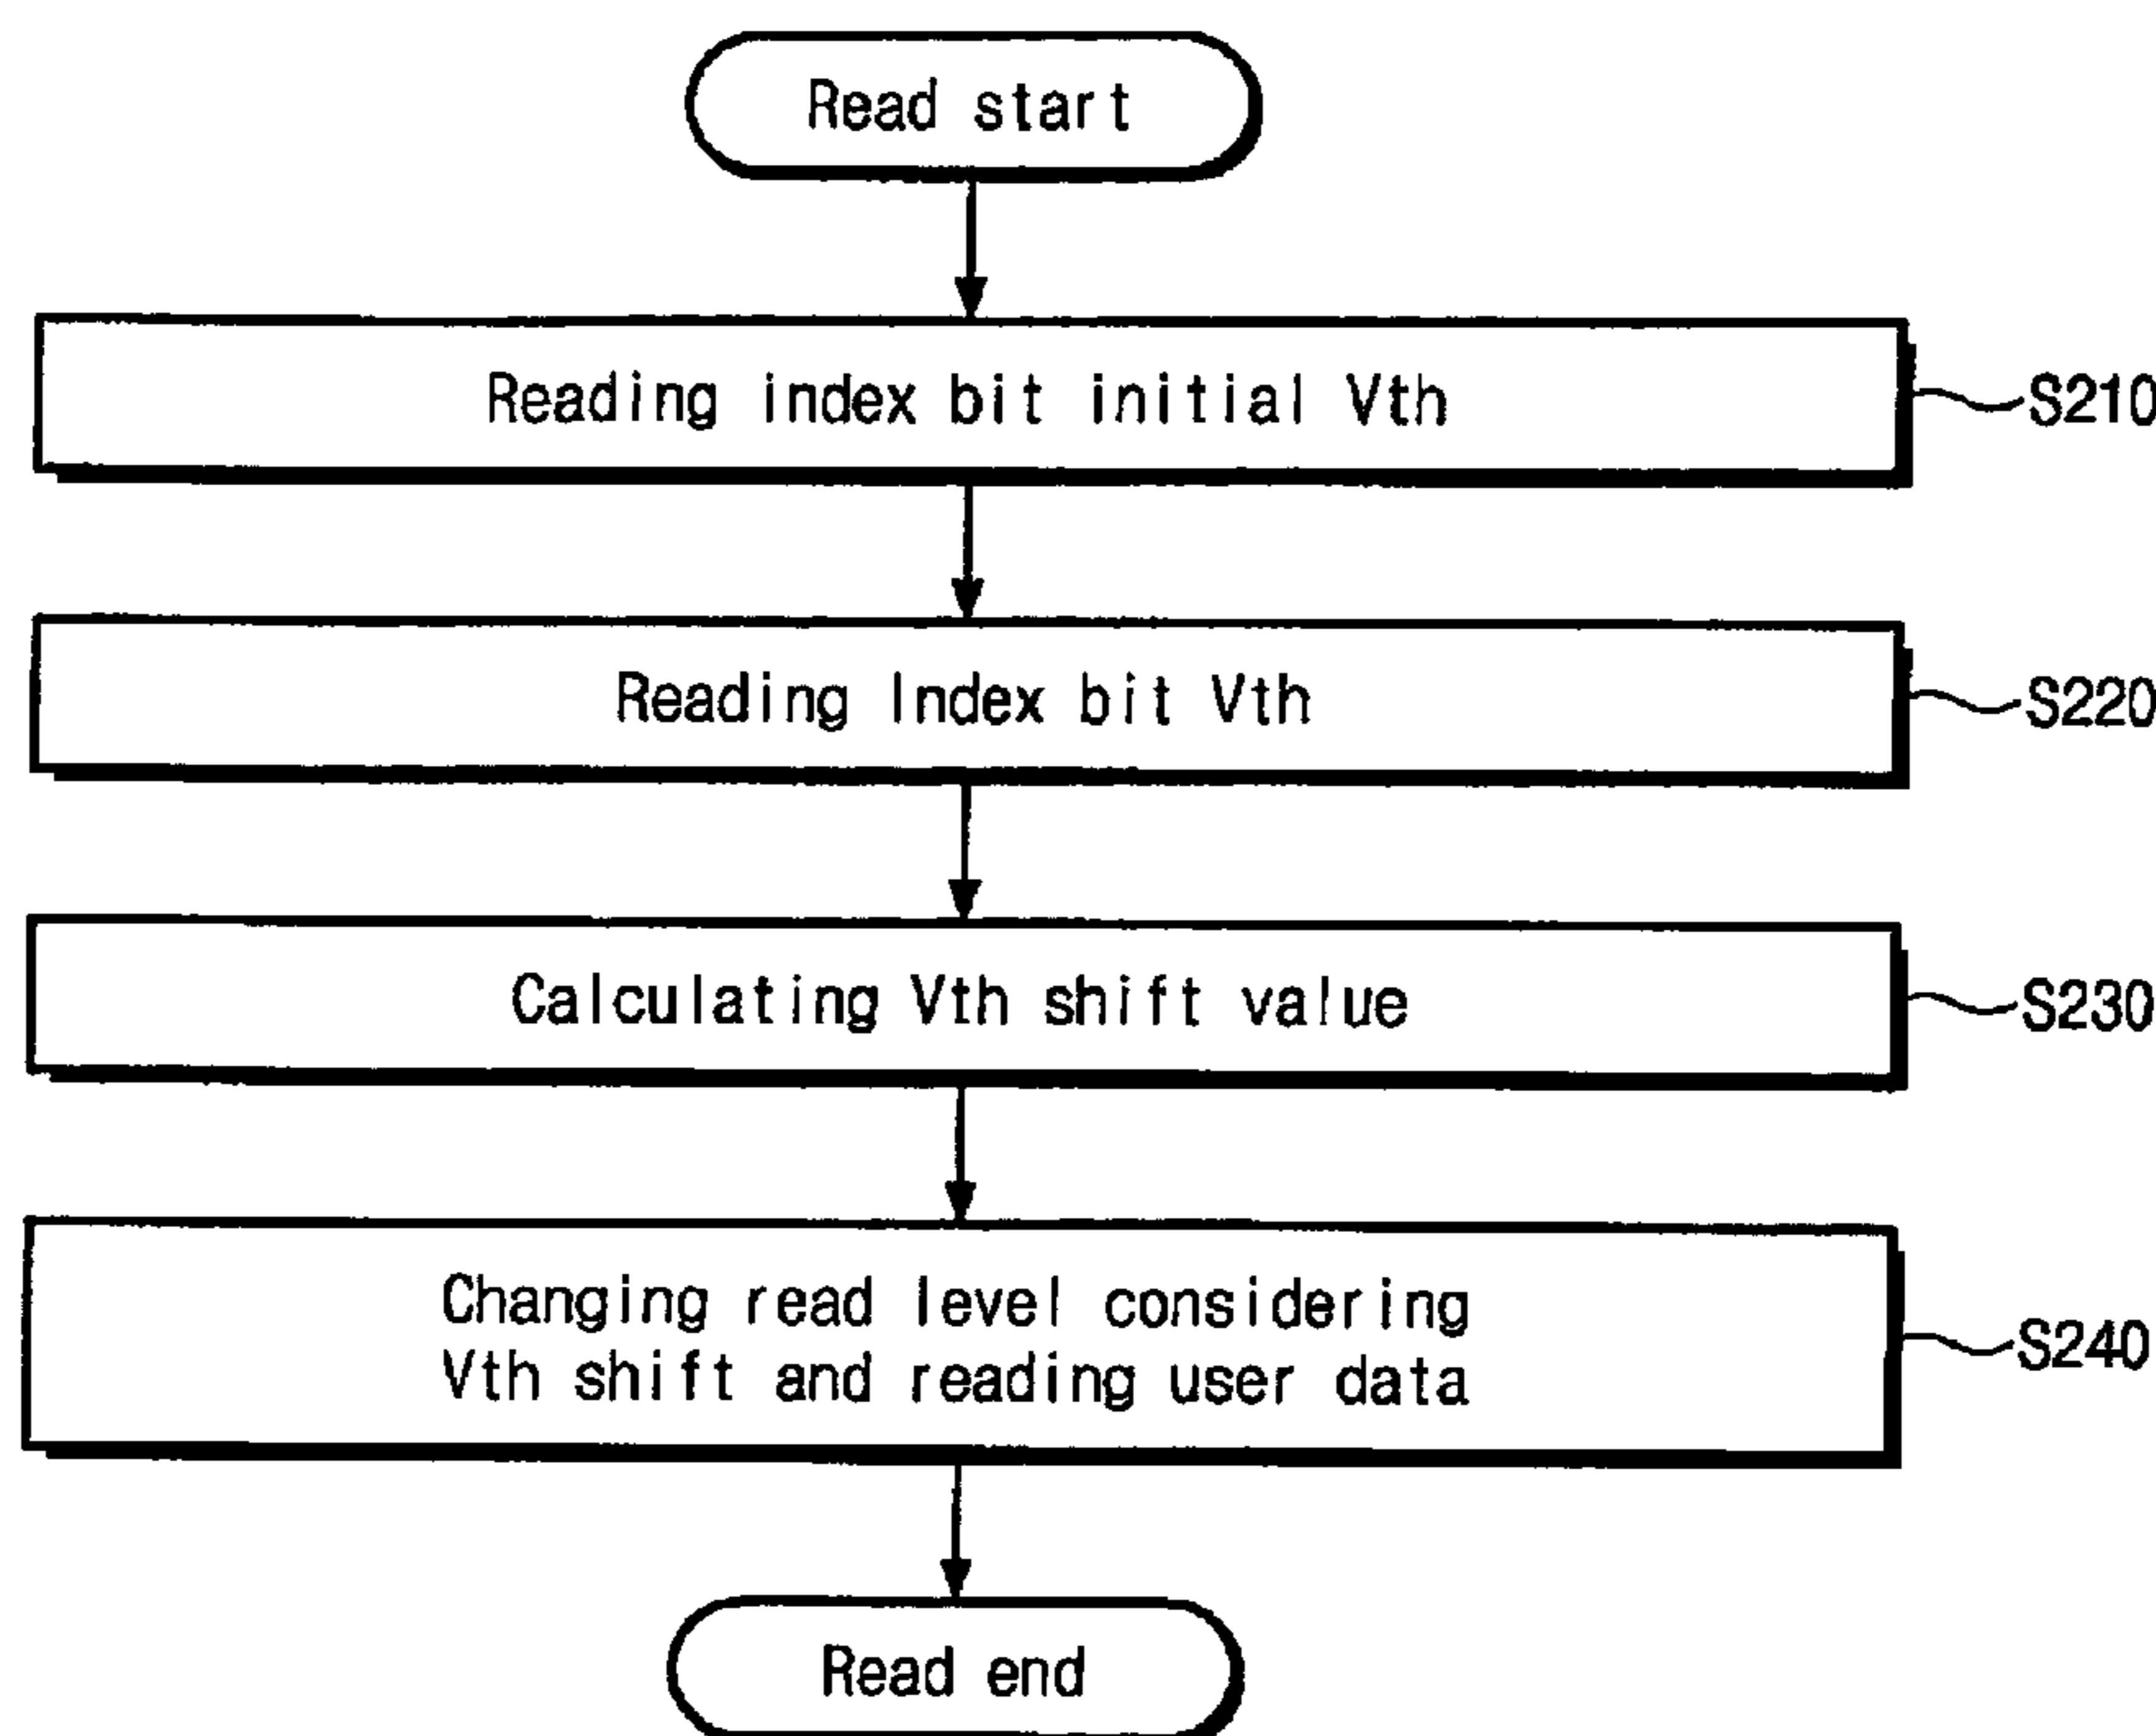 Read start
Reading index bit initial Vth
S210
Reading Index bit Vth
S220
Calculating Vth shift value
S230
Changing read level considering
Vth shift and reading user data
S240
Read end